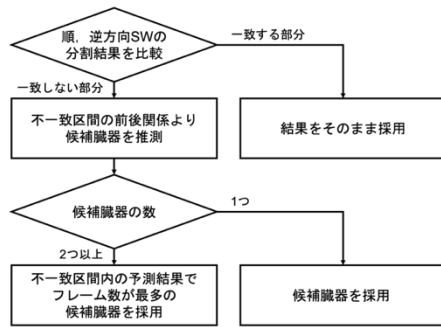 順，逆方向SWの
分割結果を比較
一致する部分
一致しない部分
不一致区間の前後関係より
候補臓器を推測
結果をそのまま採用
候補臓器の数
1つ
2つ以上
不一致区間内の予測結果で
フレーム数が最多の
候補臓器を採用
候補臓器を採用